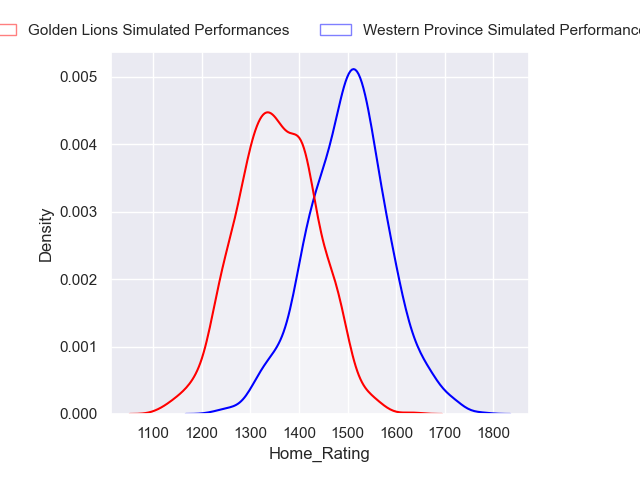 Golden Lions Simulated Performances
Western Province Simulated Performance
0.005
0.004
0.003
0.002
0.001
0.000
Density
1100 1200 1300 1400 1500 1600 1700 1800
Home_Rating